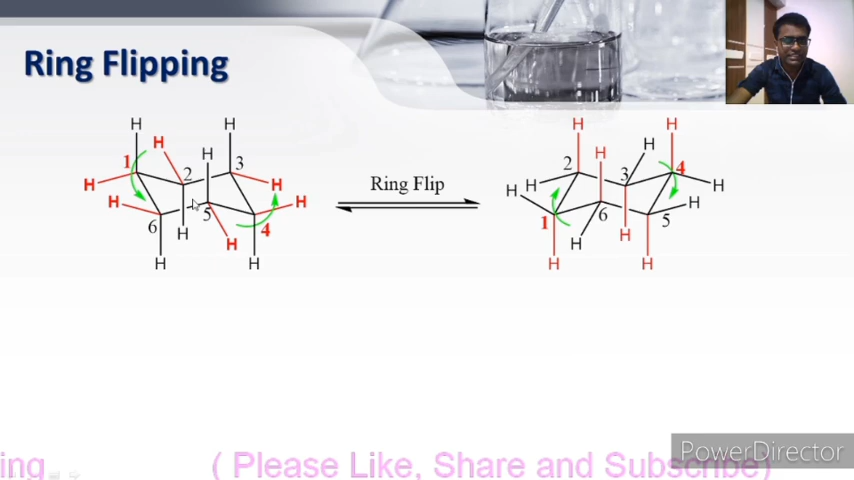 Ring Flipping
H H H H
H H H
1 2 3 2 3 4
H H H H H
H H Ring Flip
6 5 4 1 6 5
H H H H H
H H H H
ing ( Please Like, Share and Subscribe)
PowerDirector